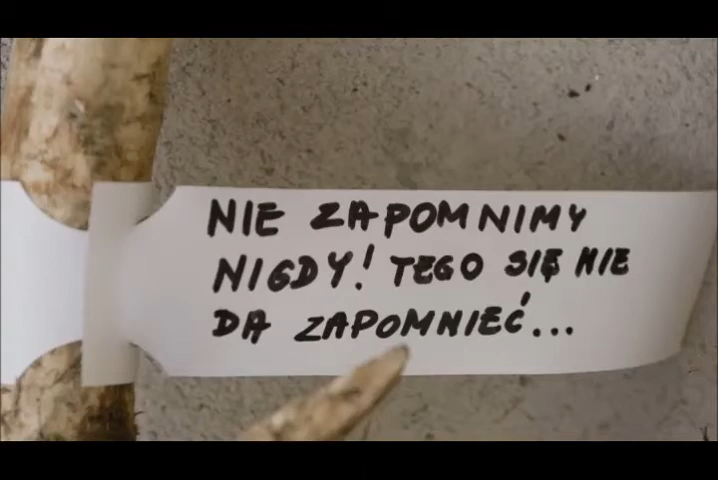 NIE ZAPOMNIMY
NIGDY! TEGO SIĘ NIE
DA ZAPOMNIEĆ...